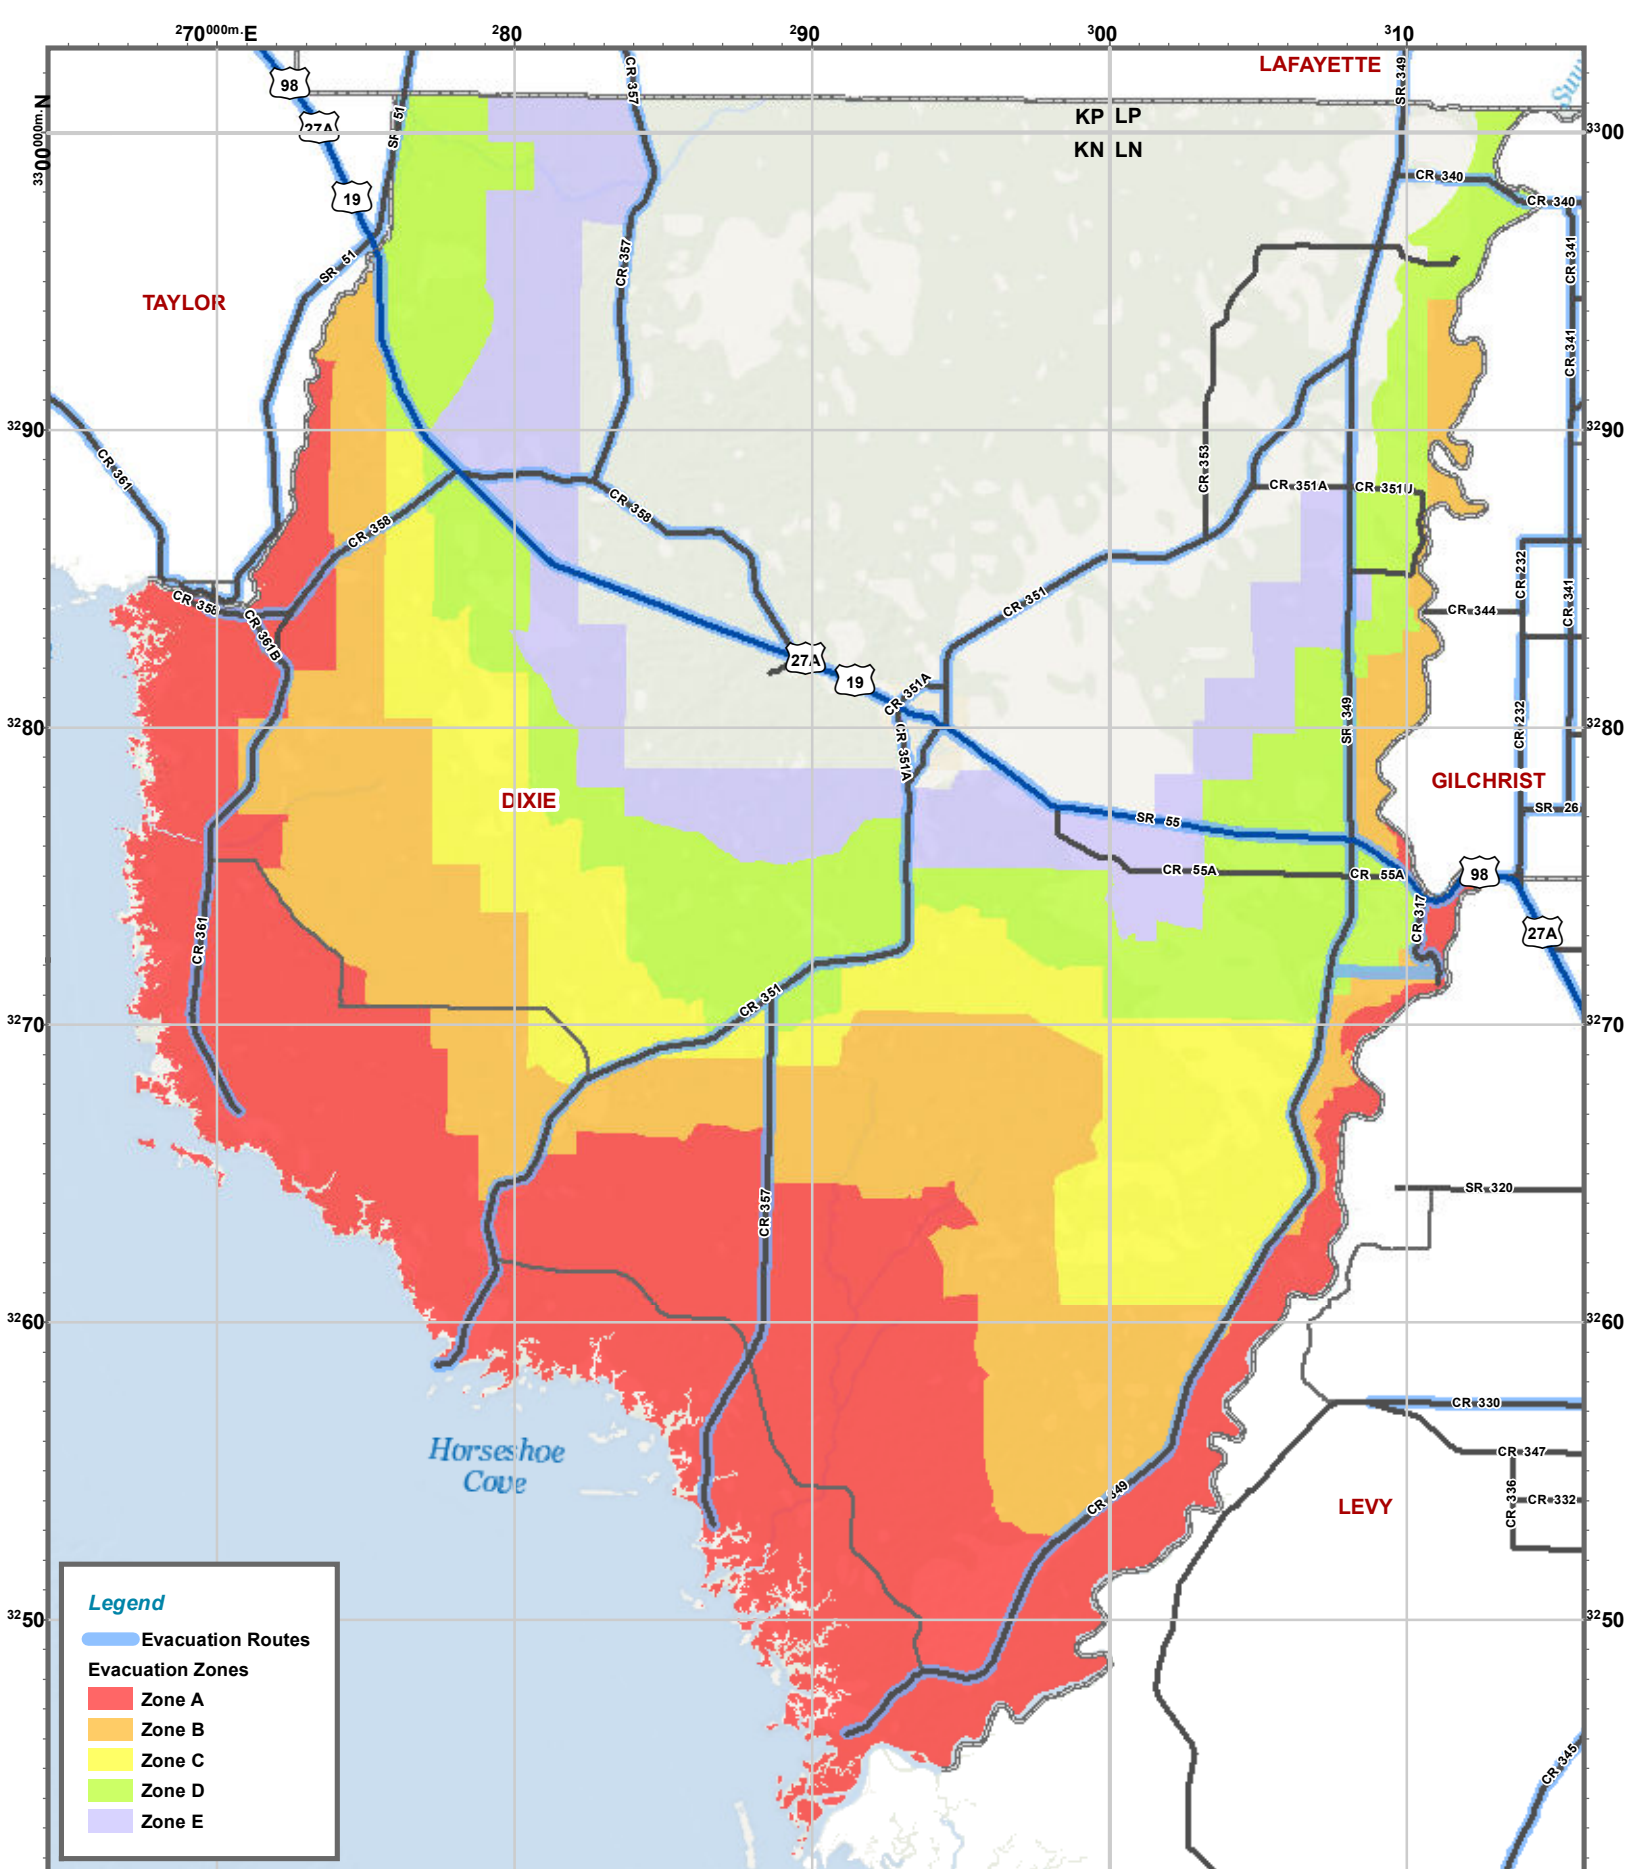 270000m.E
280
290
300
310
LAFAYETTE
98
CR 357
SR 349
SR 51
KP LP
3300000m.N
27A
3300
KN LN
CR 340
19
CR 340
CR 357
CR 341
SR 51
TAYLOR
CR 341
3290
3290
CR 361
CR 353
CR 351A
CR 351U
CR 358
CR 358
CR 232
CR 341
CR 358
CR 351
CR 344
CR 361B
27A
19
CR 351A
3280
SR 349
CR 232
3280
CR 351A
GILCHRIST
DIXIE
SR 26
SR 55
CR 55A
CR 55A
98
CR 361
CR 317
27A
CR 351
3270
3270
CR 357
SR 320
3260
3260
CR 330
Horseshoe
Cove
CR 347
CR 349
CR 336
CR 332
LEVY
3250
3250
Legend
Evacuation Routes
Evacuation Zones
Zone A
Zone B
Zone C
Zone D
Zone E
CR 345